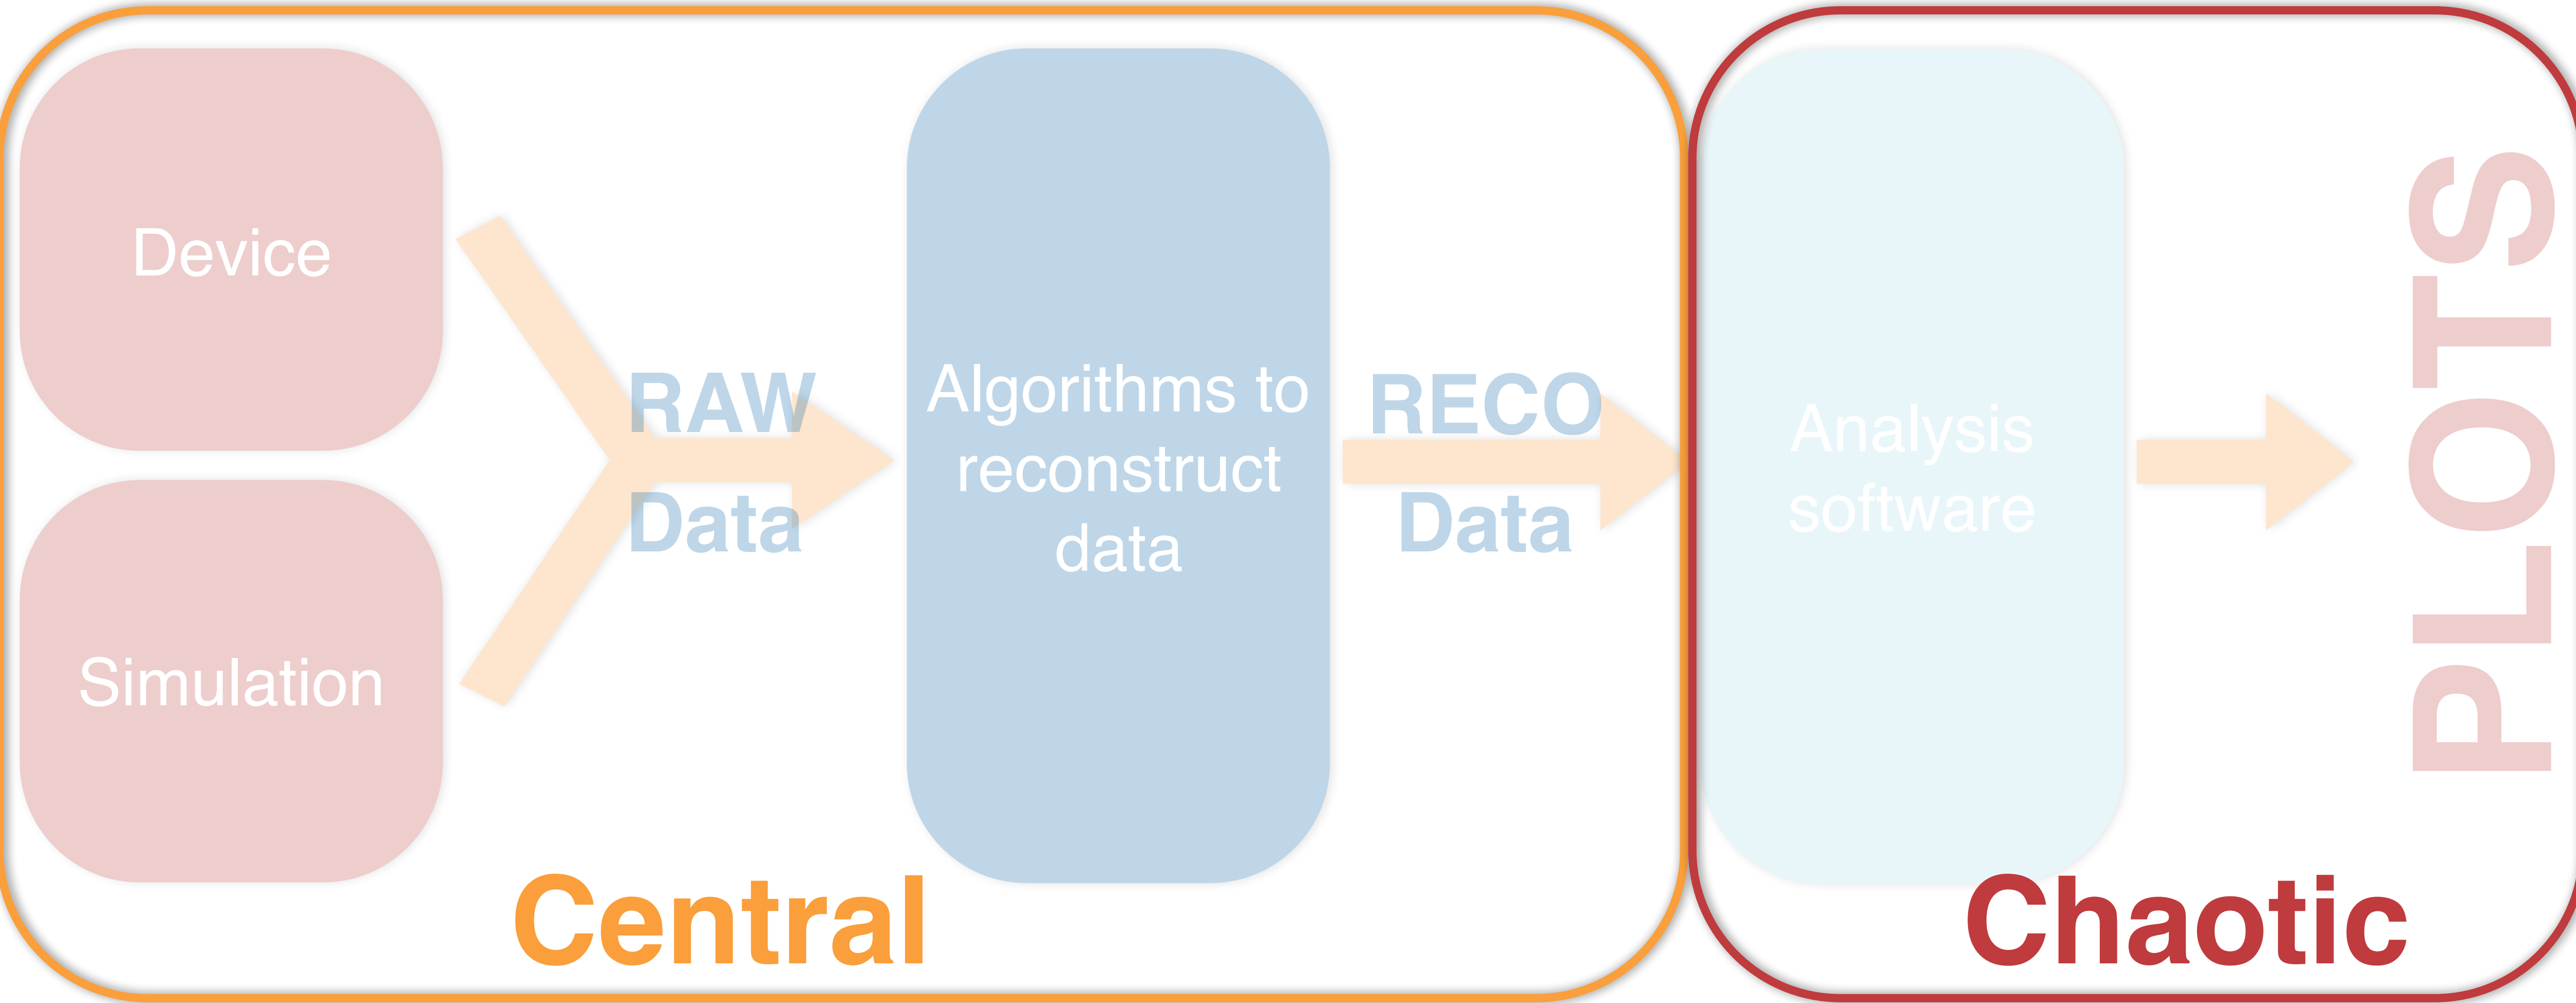 Device
Simulation
RAW
Data
Algorithms to
reconstruct
data
RECO
Data
Analysis
software
PLOTS
Central
Chaotic